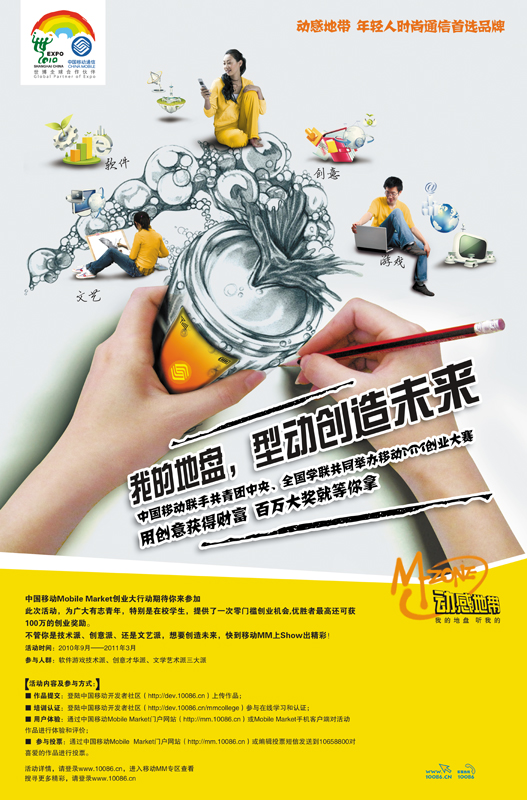 动感地带 年轻人时尚通信首选品牌
EXPO
2010
SHANGHAI CHINA
中国移动通信
CHINA MOBILE
世博全球合作伙伴
Global Partner of Expo
软件
创意
文艺
游戏
我的地盘，型动创造未来
中国移动联手共青团中央、全国学联共同举办移动MM创业大赛
用创意获得财富 百万大奖就等你拿
M-ZONE
动感地带
我的地盘 听我的
中国移动Mobile Market创业大行动期待你来参加
此次活动，为广大有志青年，特别是在校学生，提供了一次零门槛创业机会,优胜者最高还可获
100万的创业奖励。
不管你是技术派、创意派、还是文艺派，想要创造未来，快到移动MM上Show出精彩！
活动时间：2010年9月——2011年3月
参与人群：软件游戏技术派、创意才华派、文学艺术派三大派
【活动内容及参与方式】
■ 作品提交：登陆中国移动开发者社区（http://dev.10086.cn）上传作品；
■ 培训认证：登陆中国移动开发者社区（http://dev.10086.cn/mmcollege）参与在线学习和认证；
■ 用户体验：通过中国移动Mobile Market门户网站（http://mm.10086.cn）或Mobile Market手机客户端对活动
作品进行体验和评价；
■ 参与投票：通过中国移动Mobile Market门户网站（http://mm.10086.cn）或编辑投票短信发送到10658800对
喜爱的作品进行投票。
活动详情，请登录www.10086.cn，进入移动MM专区查看
搜寻更多精彩，请登录www.10086.cn
www.
10086.CN
10086